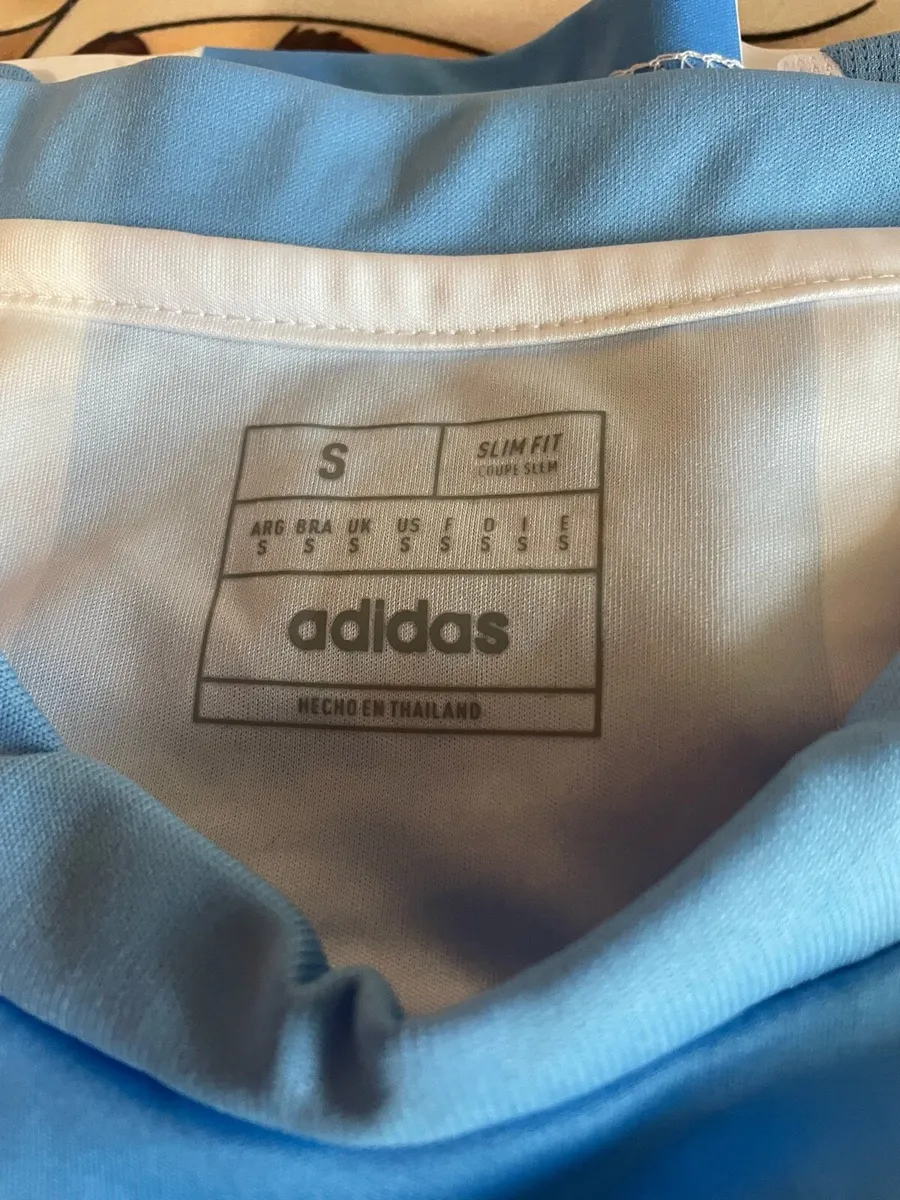 S
SLIM FIT
COUPE SLIM
ARG BRA UK US F D I E
S S S S S S S S
adidas
HECHO EN THAILAND